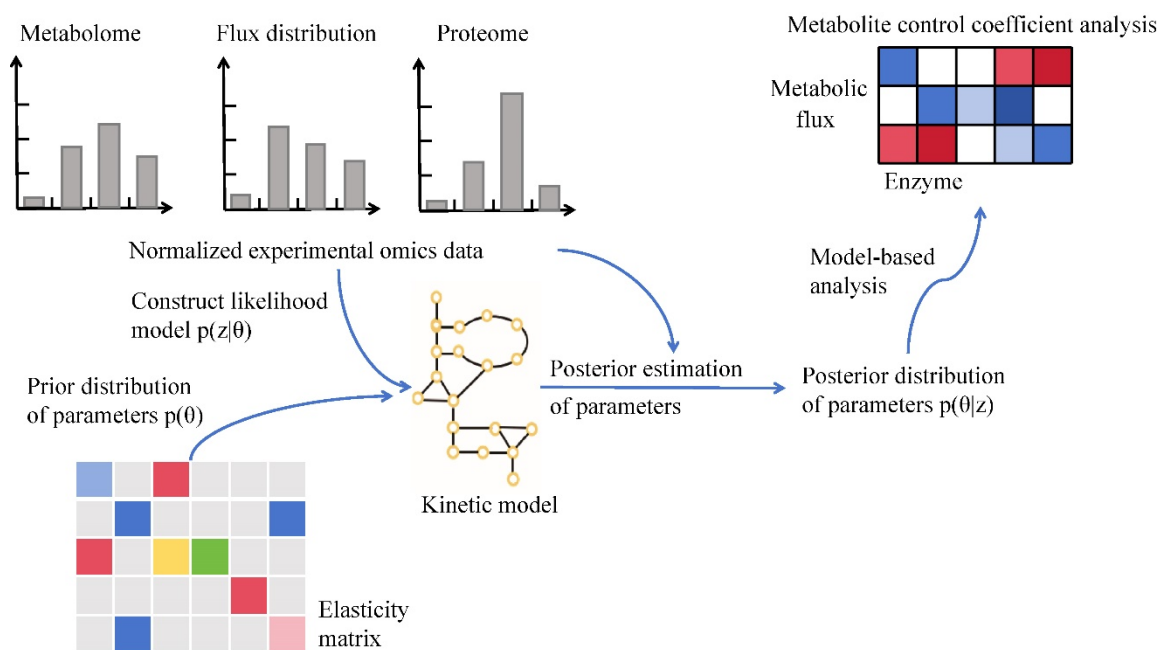 Metabolome
Flux distribution
Proteome
Metabolite control coefficient analysis
Metabolic
flux
Enzyme
Normalized experimental omics data
Construct likelihood
model p(z|θ)
Model-based
analysis
Prior distribution
of parameters p(θ)
Posterior estimation
of parameters
Posterior distribution
of parameters p(θ|z)
Kinetic model
Elasticity
matrix